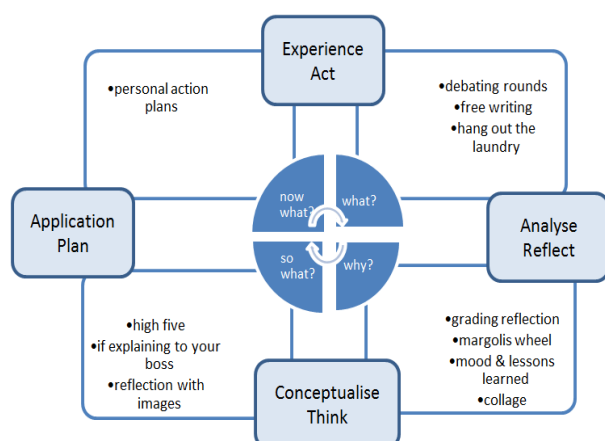 Experience
Act
•personal action
plans
•debating rounds
•free writing
•hang out the
laundry
now
what?
what?
Application
Plan
Analyse
Reflect
so
what?
why?
•high five
•if explaining to your
boss
•reflection with
images
•grading reflection
•margolis wheel
•mood & lessons
learned
•collage
Conceptualise
Think